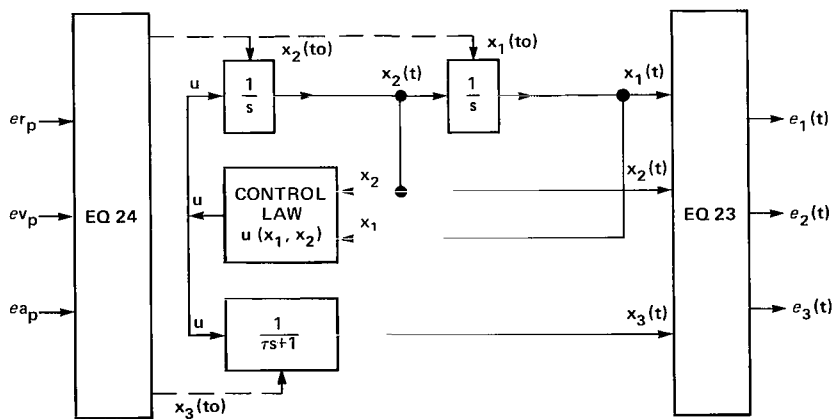 x₂(to)
x₁(to)
u
1
s
x₂(t)
1
s
x₁(t)
erₚ
e₁(t)
x₂
x₂(t)
u
CONTROL
LAW
u (x₁, x₂)
x₁
evₚ
EQ 24
EQ 23
e₂(t)
eaₚ
u
1
τs+1
x₃(t)
e₃(t)
x₃(to)